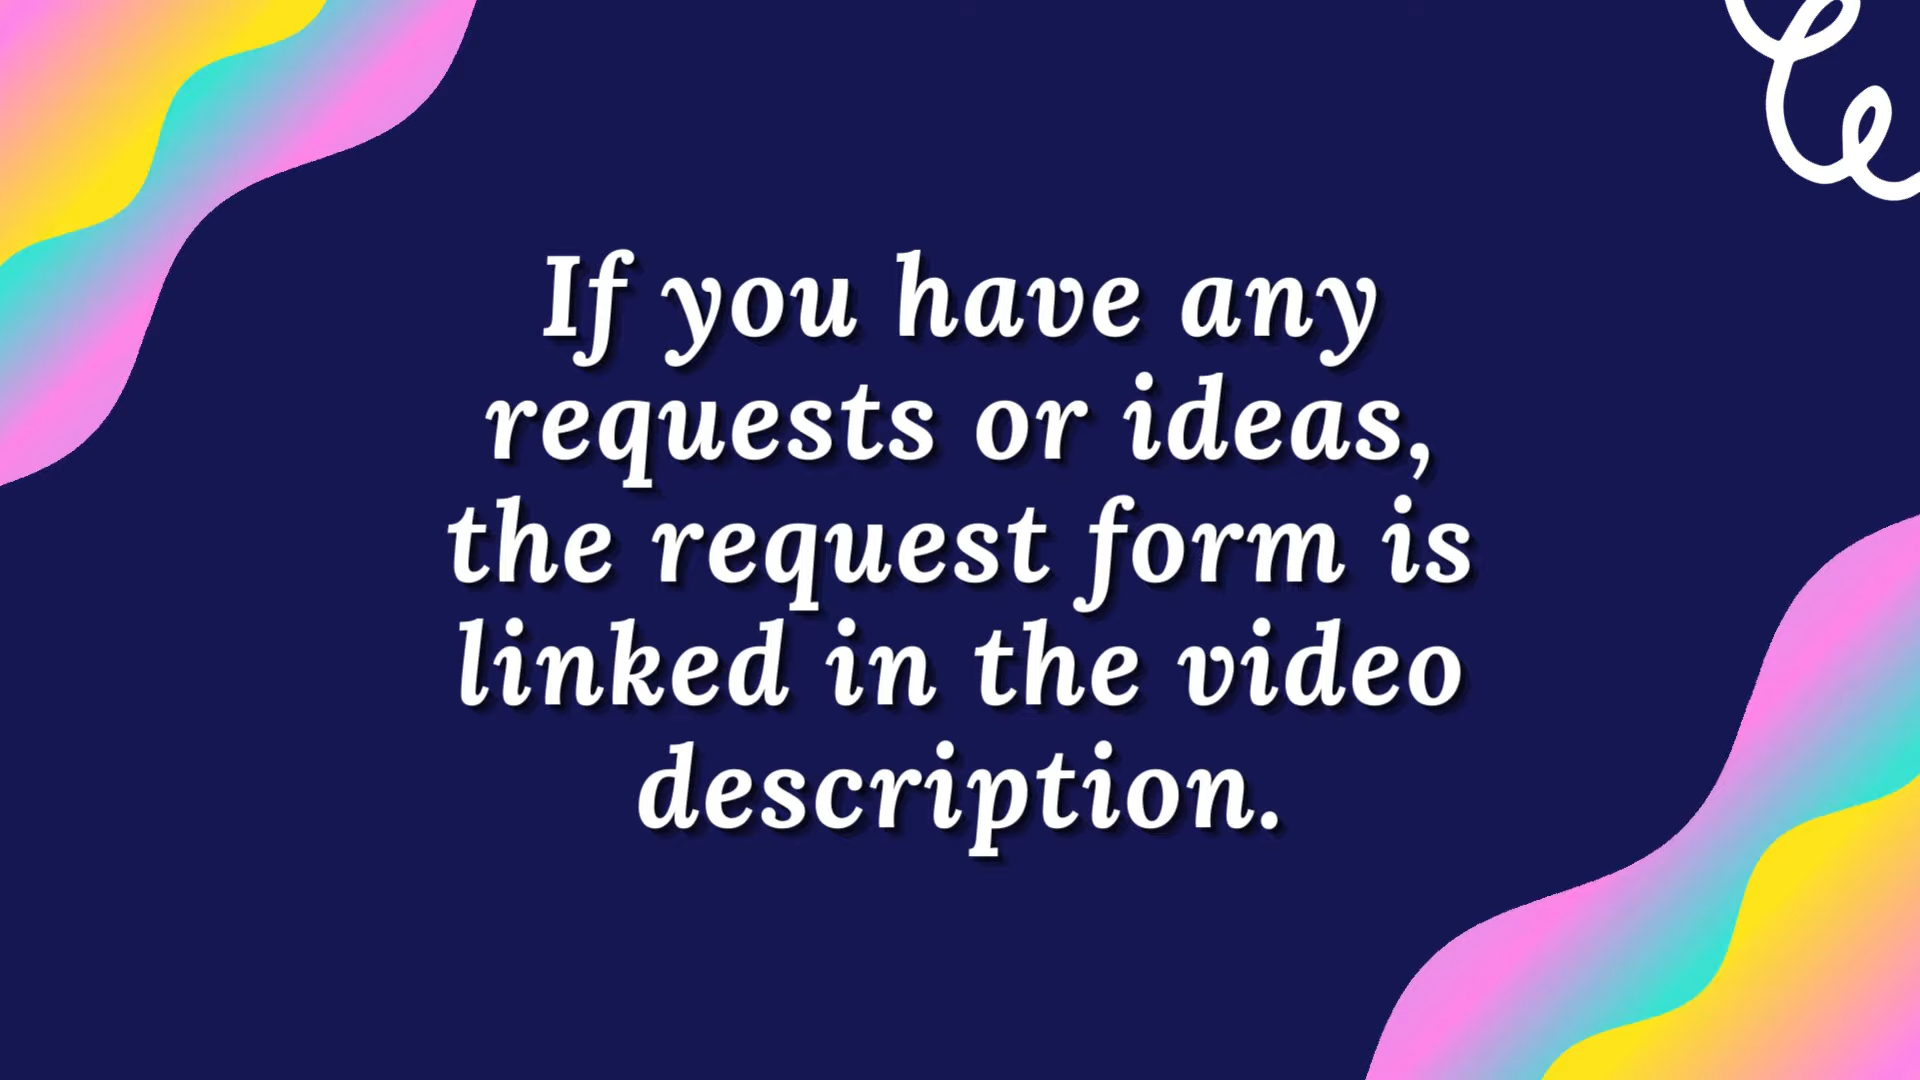 If you have any
requests or ideas,
the request form is
linked in the video
description.